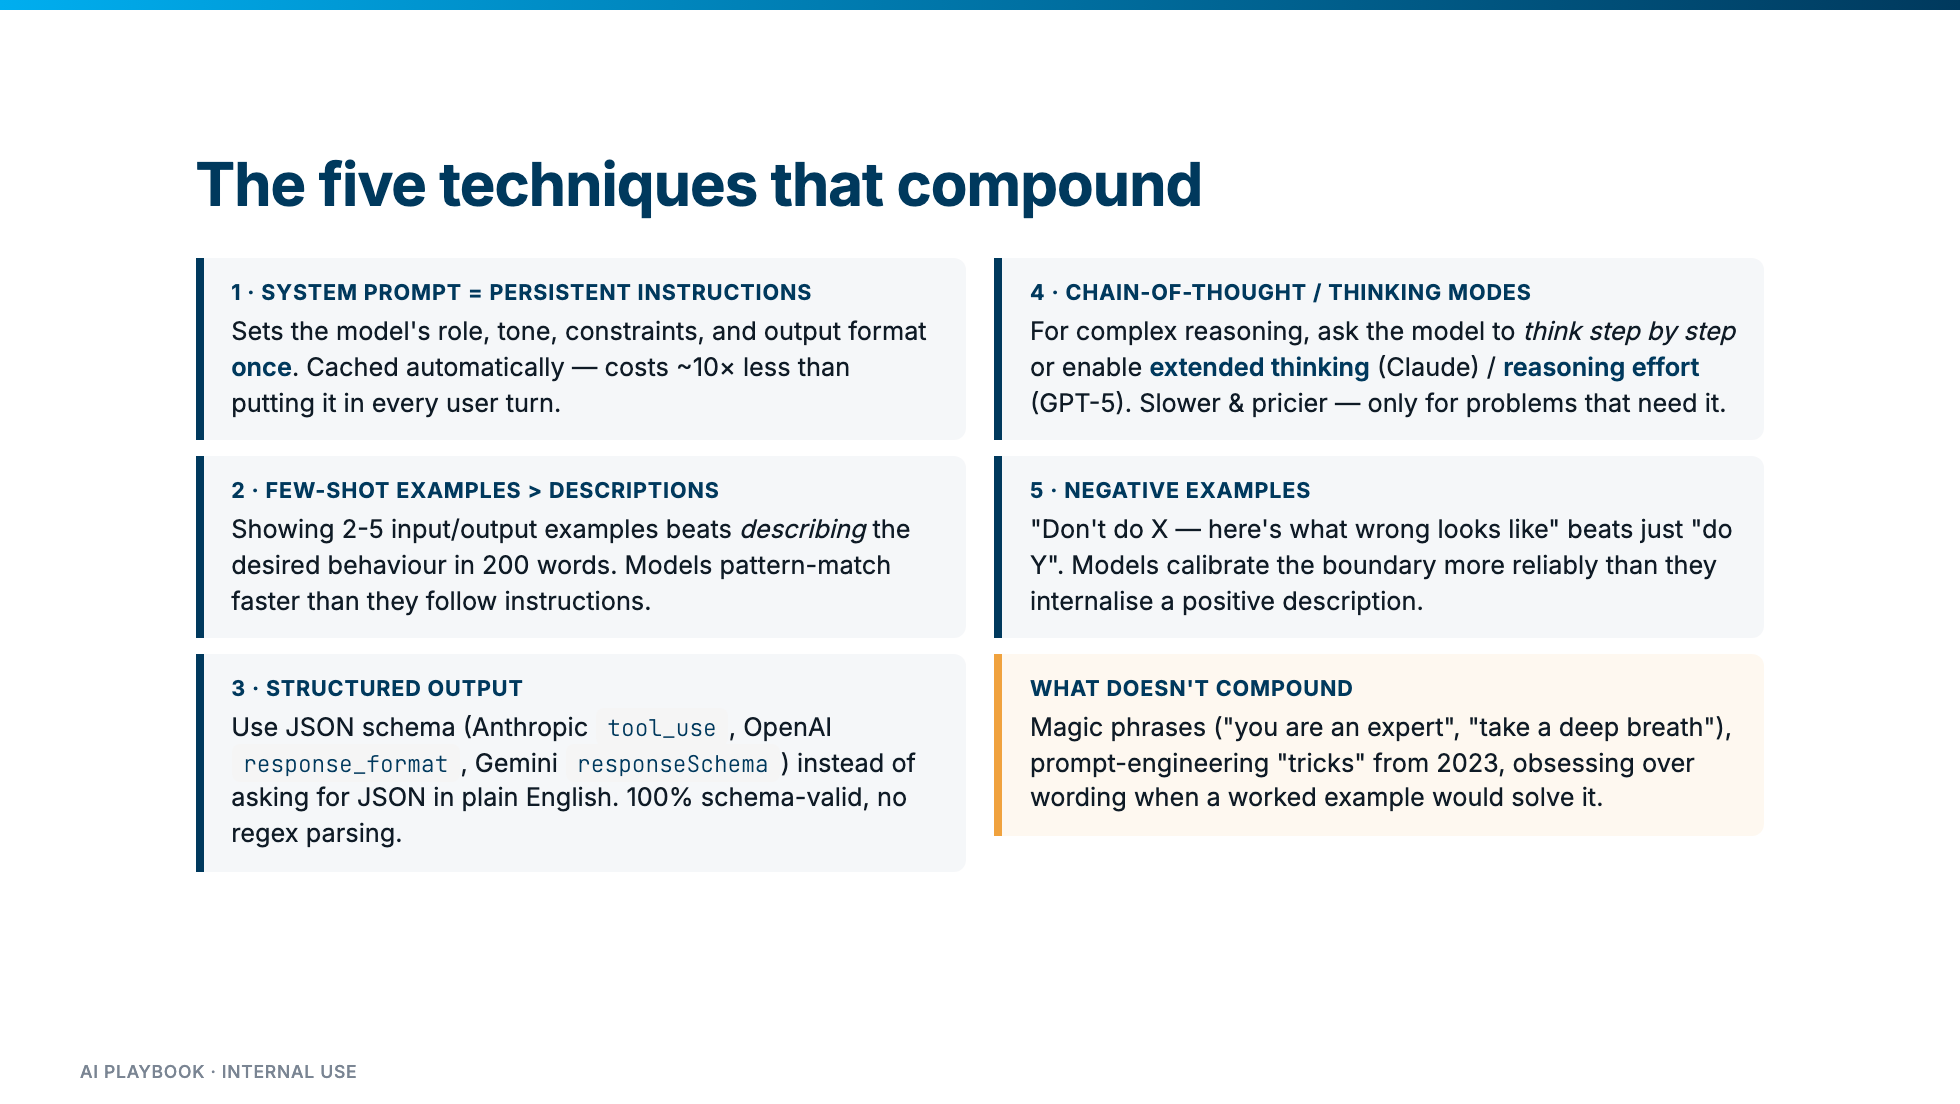 The five techniques that compound
1 · SYSTEM PROMPT = PERSISTENT INSTRUCTIONS
Sets the model's role, tone, constraints, and output format
once. Cached automatically — costs ~10× less than
putting it in every user turn.
2 · FEW-SHOT EXAMPLES > DESCRIPTIONS
Showing 2-5 input/output examples beats describing the
desired behaviour in 200 words. Models pattern-match
faster than they follow instructions.
3 · STRUCTURED OUTPUT
Use JSON schema (Anthropic tool_use , OpenAI
response_format , Gemini responseSchema ) instead of
asking for JSON in plain English. 100% schema-valid, no
regex parsing.
4 · CHAIN-OF-THOUGHT / THINKING MODES
For complex reasoning, ask the model to think step by step
or enable extended thinking (Claude) / reasoning effort
(GPT-5). Slower & pricier — only for problems that need it.
5 · NEGATIVE EXAMPLES
"Don't do X — here's what wrong looks like" beats just "do
Y". Models calibrate the boundary more reliably than they
internalise a positive description.
WHAT DOESN'T COMPOUND
Magic phrases ("you are an expert", "take a deep breath"),
prompt-engineering "tricks" from 2023, obsessing over
wording when a worked example would solve it.
AI PLAYBOOK · INTERNAL USE